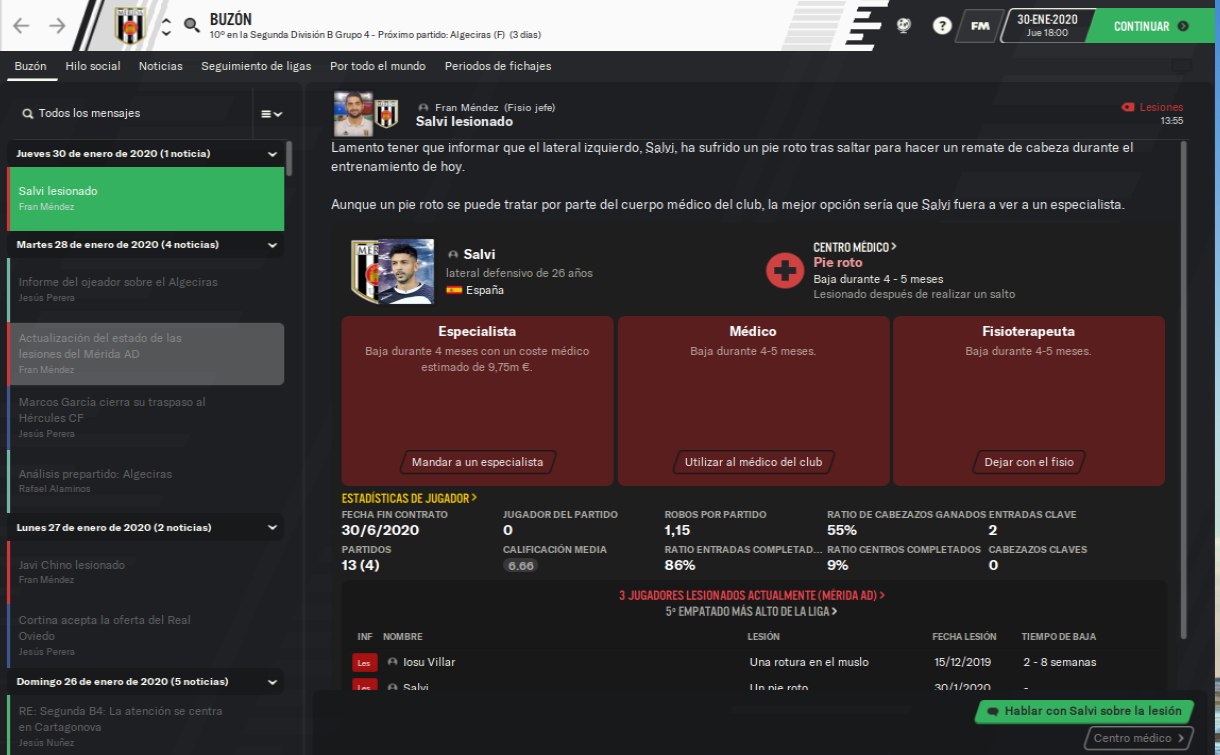 BUZÓN
10º en la Segunda División B Grupo 4 - Próximo partido: Algeciras (F) (3 días)
?
FM
30-ENE-2020
Jue 18:00
CONTINUAR
Buzón
Hilo social
Noticias
Seguimiento de ligas
Por todo el mundo
Periodos de fichajes
Todos los mensajes
Jueves 30 de enero de 2020 (1 noticia)
Salvi lesionado
Fran Méndez
Martes 28 de enero de 2020 (4 noticias)
Informe del ojeador sobre el Algeciras
Jesús Perera
Actualización del estado de las
lesiones del Mérida AD
Fran Méndez
Marcos García cierra su traspaso al
Hércules CF
Jesús Perera
Análisis prepartido: Algeciras
Rafael Alaminos
Lunes 27 de enero de 2020 (2 noticias)
Javi Chino lesionado
Fran Méndez
Cortina acepta la oferta del Real
Oviedo
Jesús Perera
Domingo 26 de enero de 2020 (5 noticias)
RE: Segunda B4: La atención se centra
en Cartagonova
Jesús Nuñez
Fran Méndez (Fisio jefe)
Salvi lesionado
Lesiones
13:55
Lamento tener que informar que el lateral izquierdo, Salvi, ha sufrido un pie roto tras saltar para hacer un remate de cabeza durante el
entrenamiento de hoy.
Aunque un pie roto se puede tratar por parte del cuerpo médico del club, la mejor opción sería que Salvi fuera a ver a un especialista.
Salvi
lateral defensivo de 26 años
España
CENTRO MÉDICO >
Pie roto
Baja durante 4 - 5 meses
Lesionado después de realizar un salto
Especialista
Baja durante 4 meses con un coste médico
estimado de 9,75m €.
Mandar a un especialista
Médico
Baja durante 4-5 meses.
Utilizar al médico del club
Fisioterapeuta
Baja durante 4-5 meses.
Dejar con el fisio
ESTADÍSTICAS DE JUGADOR >
FECHA FIN CONTRATO
JUGADOR DEL PARTIDO
ROBOS POR PARTIDO
RATIO DE CABEZAZOS GANADOS
ENTRADAS CLAVE
30/6/2020
0
1,15
55%
2
PARTIDOS
CALIFICACIÓN MEDIA
RATIO ENTRADAS COMPLETAD...
RATIO CENTROS COMPLETADOS
CABEZAZOS CLAVES
13 (4)
6.66
86%
9%
0
3 JUGADORES LESIONADOS ACTUALMENTE (MÉRIDA AD) >
5º EMPATADO MÁS ALTO DE LA LIGA >
INF
NOMBRE
LESIÓN
FECHA LESIÓN
TIEMPO DE BAJA
Les
Iosu Villar
Una rotura en el muslo
15/12/2019
2 - 8 semanas
Les
Salvi
Un pie roto
30/1/2020
-
Hablar con Salvi sobre la lesión
Centro médico >